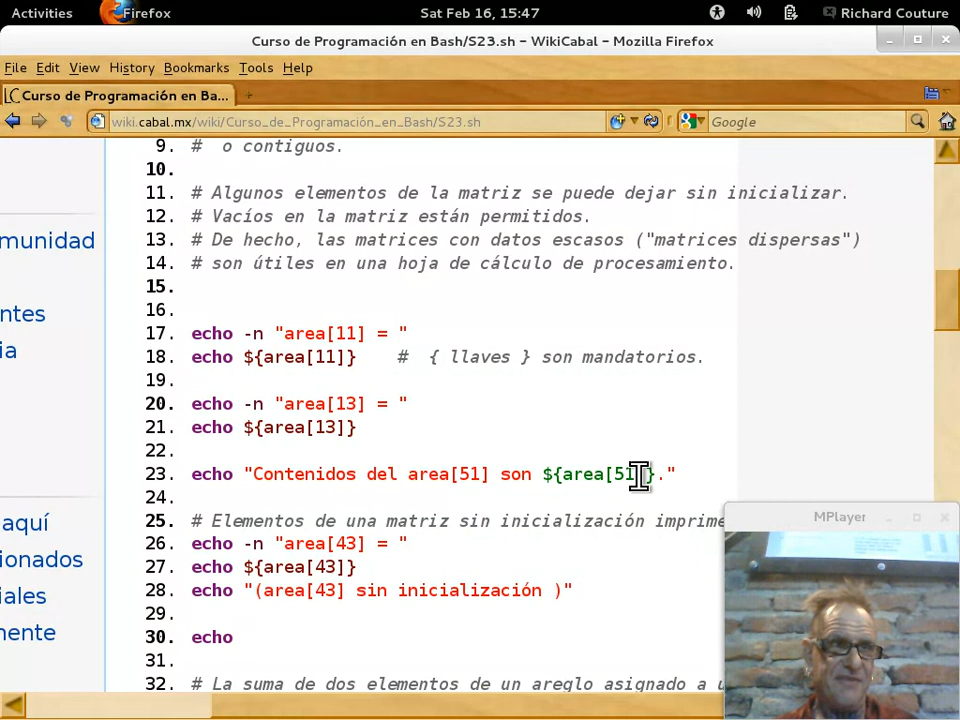 Activities Firefox Sat Feb 16, 15:47 Richard Couture
Curso de Programación en Bash/S23.sh - WikiCabal - Mozilla Firefox
File Edit View History Bookmarks Tools Help
Curso de Programación en Ba...
wiki.cabal.mx/wiki/Curso_de_Programación_en_Bash/S23.sh Google
9. # o contiguos.
10.
11. # Algunos elementos de la matriz se puede dejar sin inicializar.
12. # Vacíos en la matriz están permitidos.
munidad
13. # De hecho, las matrices con datos escasos ("matrices dispersas")
14. # son útiles en una hoja de cálculo de procesamiento.
15.
ntes
16.
17. echo -n "area[11] = "
ia
18. echo ${area[11]} # { llaves } son mandatorios.
19.
20. echo -n "area[13] = "
21. echo ${area[13]}
22.
23. echo "Contenidos del area[51] son ${area[51]}."
24.
aquí
25. # Elementos de una matriz sin inicialización imprime
MPlayer
26. echo -n "area[43] = "
ionados
27. echo ${area[43]}
iales
28. echo "(area[43] sin inicialización )"
29.
mente
30. echo
31.
32. # La suma de dos elementos de un areglo asignado a u